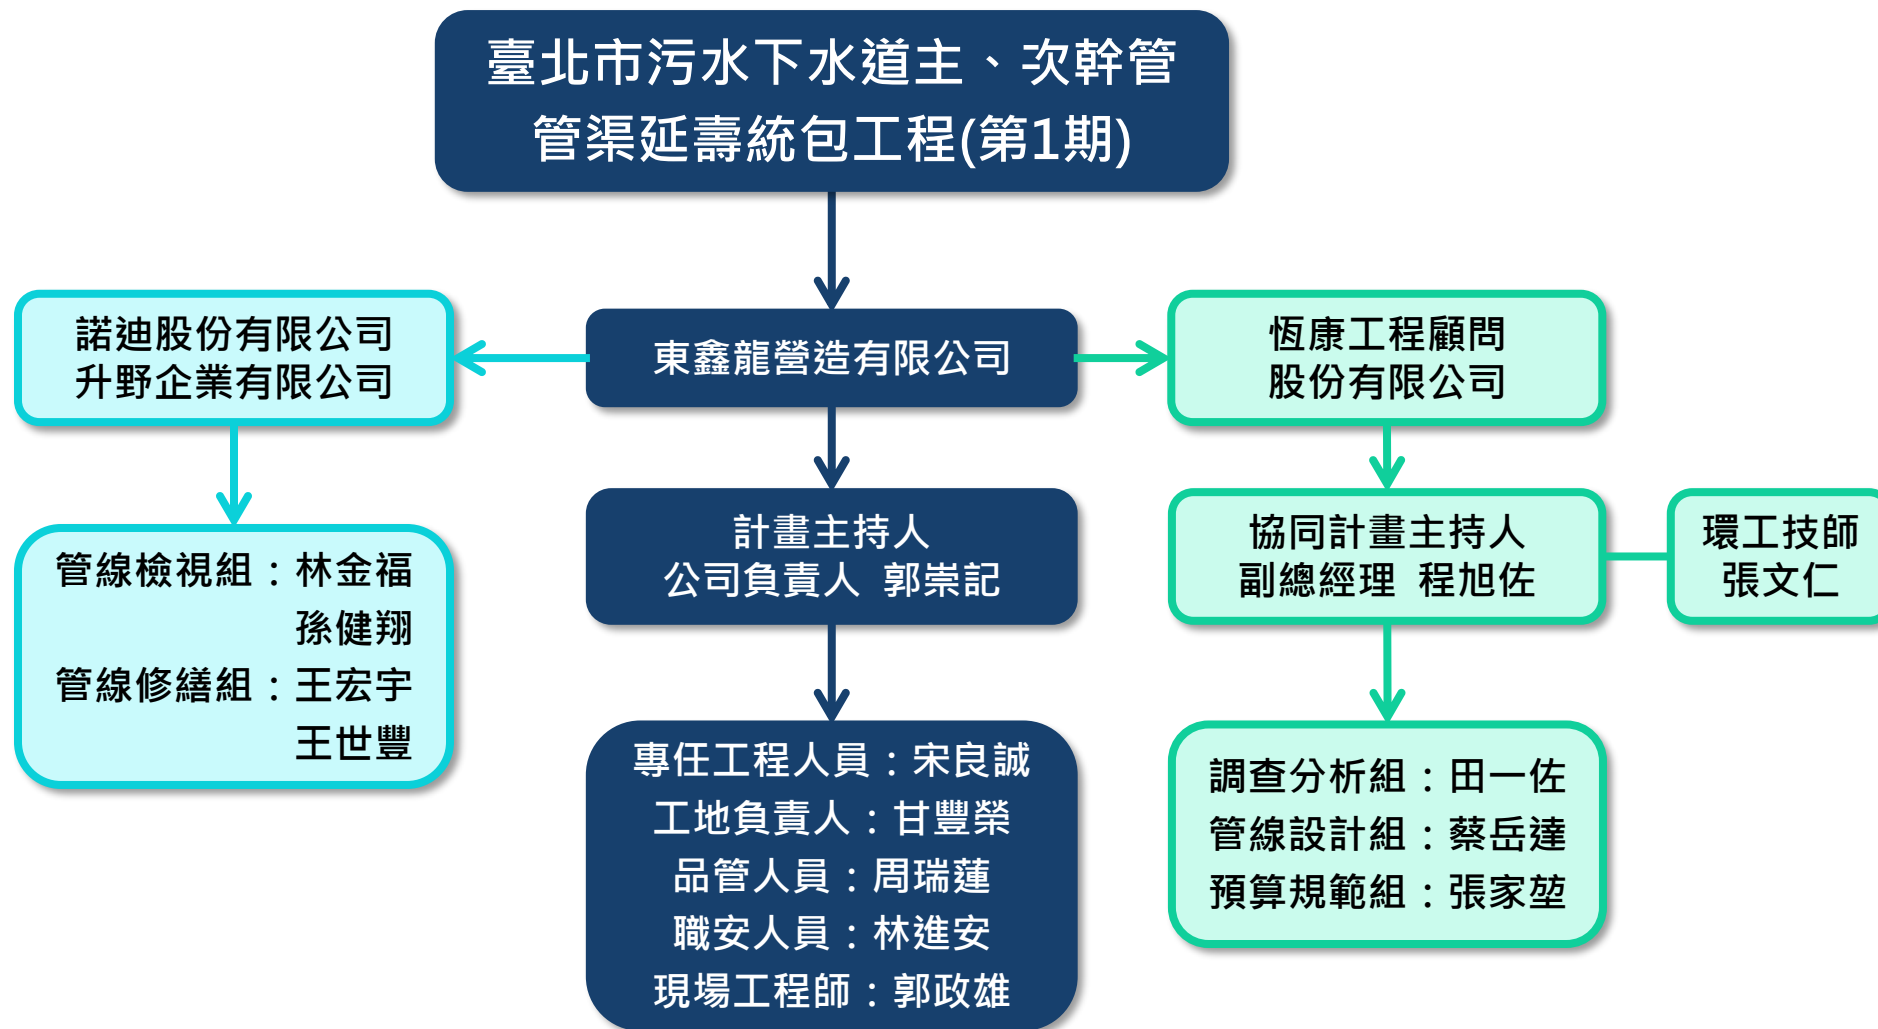 臺北市污水下水道主、次幹管
管渠延壽統包工程(第1期)
諾迪股份有限公司
升野企業有限公司
東鑫龍營造有限公司
恆康工程顧問
股份有限公司
管線檢視組：林金福
孫健翔
管線修繕組：王宏宇
王世豐
計畫主持人
公司負責人 郭崇記
協同計畫主持人
副總經理 程旭佐
環工技師
張文仁
專任工程人員：宋良誠
工地負責人：甘豐榮
品管人員：周瑞蓮
職安人員：林進安
現場工程師：郭政雄
調查分析組：田一佐
管線設計組：蔡岳達
預算規範組：張家堃